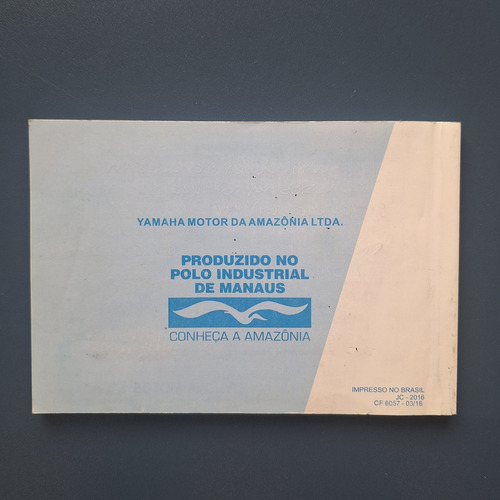 YAMAHA MOTOR DA AMAZÔNIA LTDA.
PRODUZIDO NO
POLO INDUSTRIAL
DE MANAUS
CONHEÇA A AMAZÔNIA
IMPRESSO NO BRASIL
JC - 2016
CF 6057 - 03/16